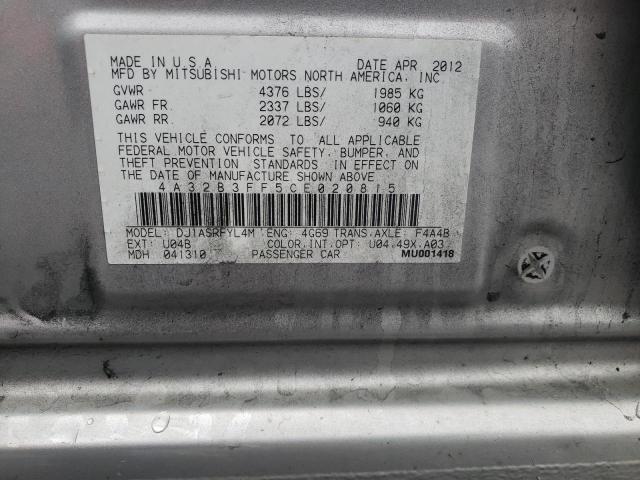 MADE IN U.S.A DATE APR 2012
MFD BY MITSUBISHI MOTORS NORTH AMERICA, INC.
GVWR 4376 LBS/ 1985 KG
GAWR FR 2337 LBS/ 1060 KG
GAWR RR 2072 LBS/ 940 KG
THIS VEHICLE CONFORMS TO ALL APPLICABLE
FEDERAL MOTOR VEHICLE SAFETY, BUMPER, AND
THEFT PREVENTION STANDARDS IN EFFECT ON
THE DATE OF MANUFACTURE SHOWN ABOVE.
4A32B3FF5CE020815
MODEL: DJ1ASRFYL4M ENG: 4G69 TRANS.AXLE: F4A4B
EXT: U04B COLOR,INT,OPT: U04,49X,A03
MDH 041310 PASSENGER CAR MU001418